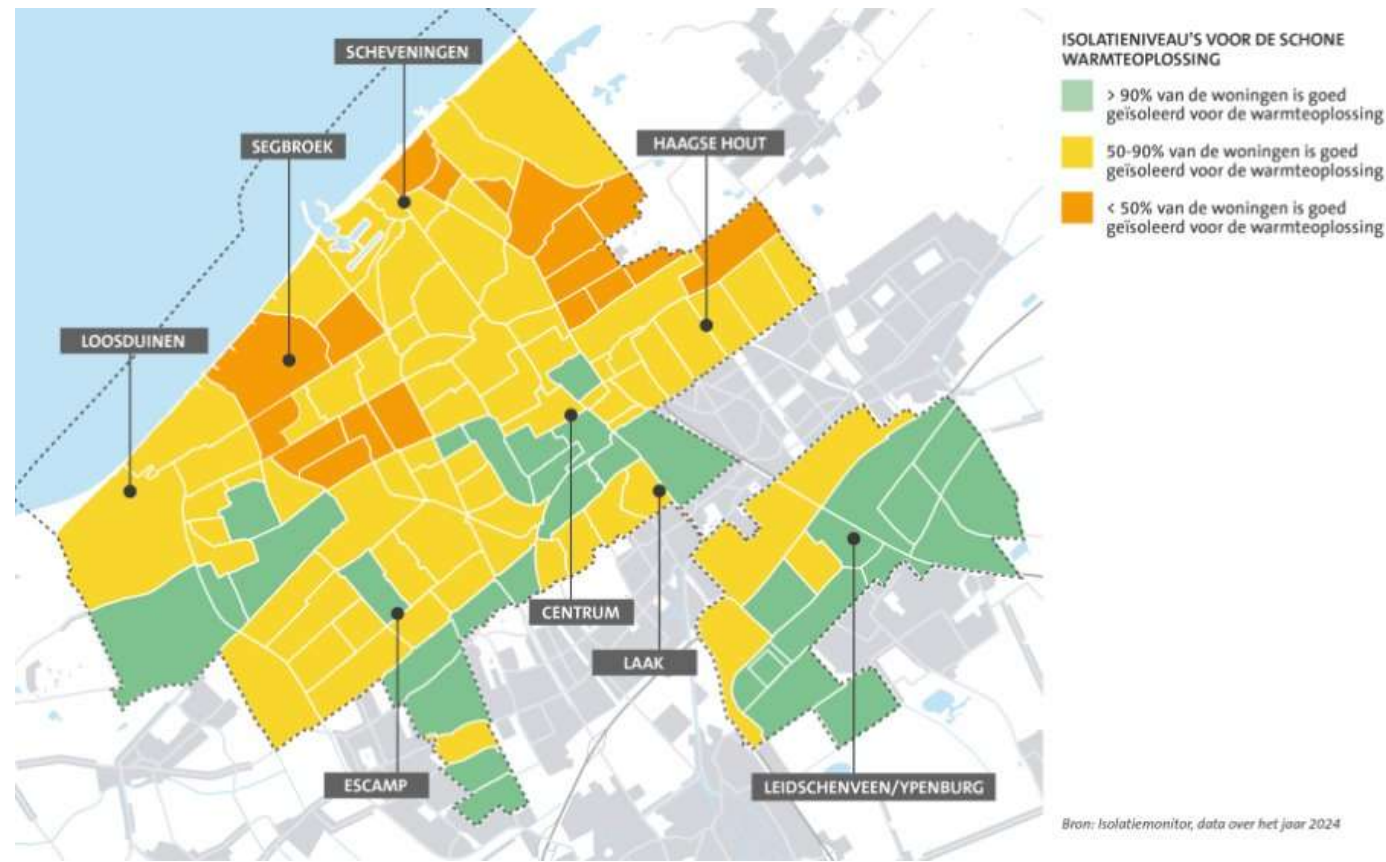 SCHEVENINGEN
SEGBROEK
HAAGSE HOUT
LOOSDUINEN
CENTRUM
LAAK
ESCAMP
LEIDSCHENVEEN/YPENBURG
ISOLATIENIVEAU'S VOOR DE SCHONE
WARMTEOPLOSSING
> 90% van de woningen is goed
geïsoleerd voor de warmteoplossing
50-90% van de woningen is goed
geïsoleerd voor de warmteoplossing
< 50% van de woningen is goed
geïsoleerd voor de warmteoplossing
Bron: Isolatiemonitor, data over het jaar 2024